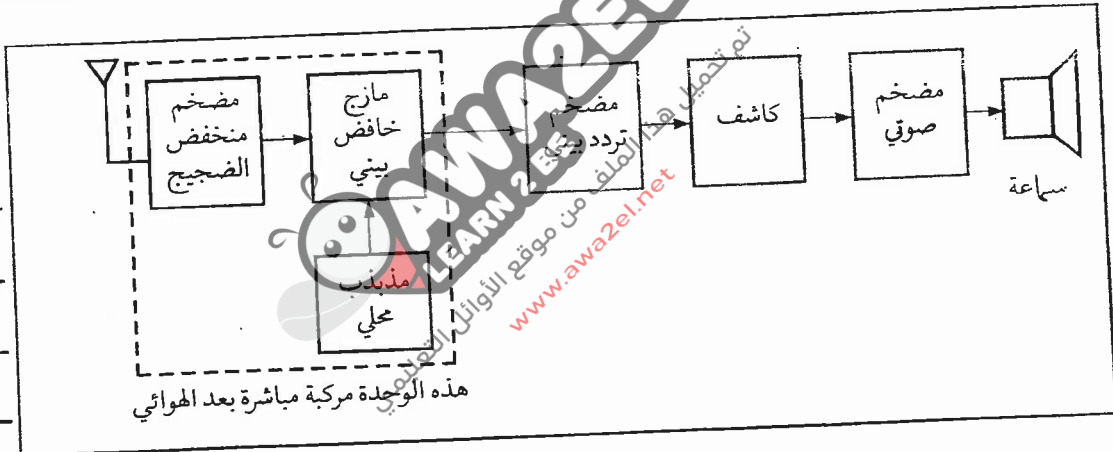 مضخم
منخفض
الضجيج
مازج
خافض
بيني
مضخم
تردد بيني
كاشف
مضخم
صوتي
سماعة
مذبذب
محلي
هذه الوحدة مركبة مباشرة بعد الهوائي
AWA2EL
LEARN 2 BE
تم تحميل هذا الملف من موقع الأوائل التعليمي
www.awa2el.net